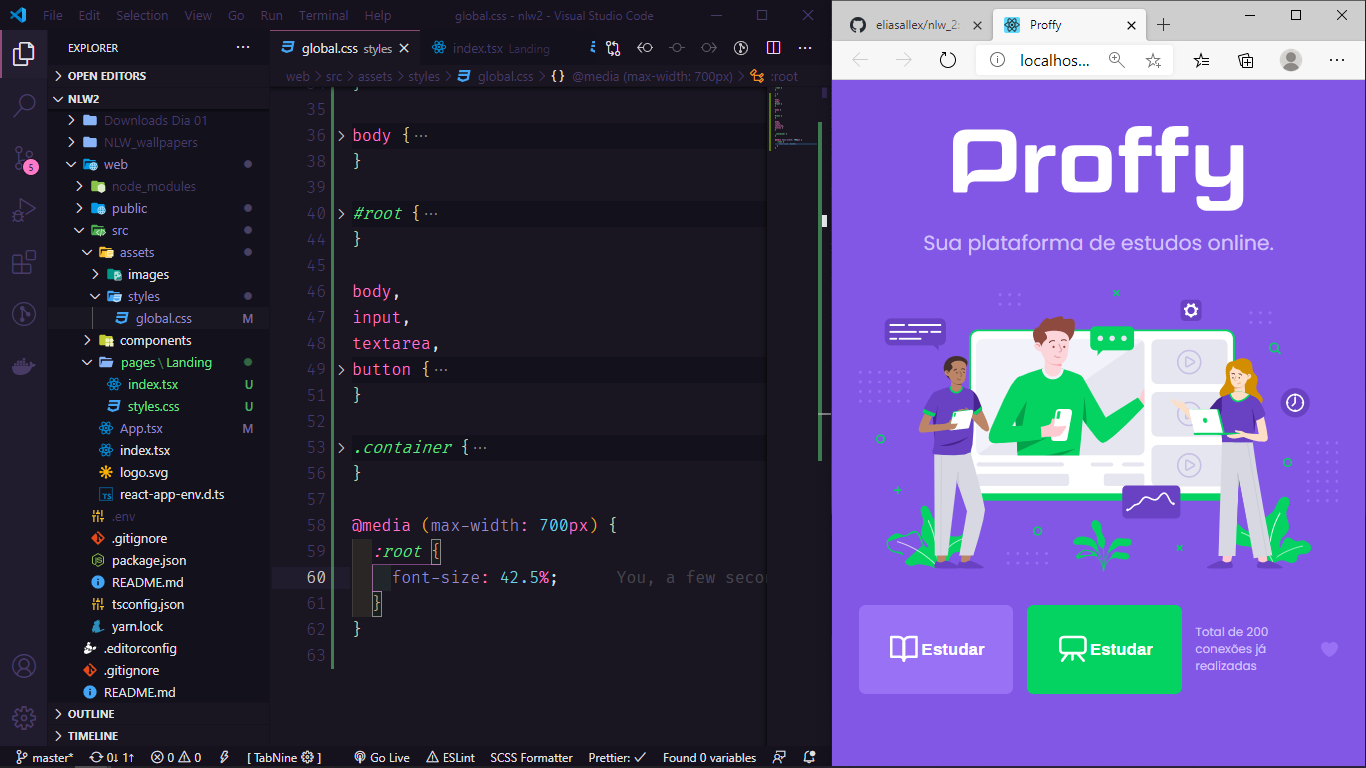 File Edit Selection View Go Run Terminal Help
global.css - nlw2 - Visual Studio Code
EXPLORER
OPEN EDITORS
NLW2
Downloads Dia 01
NLW_wallpapers
web
node_modules
public
src
assets
images
styles
global.css M
components
pages \ Landing
index.tsx U
styles.css U
App.tsx M
index.tsx
logo.svg
react-app-env.d.ts
.env
.gitignore
package.json
README.md
tsconfig.json
yarn.lock
.editorconfig
.gitignore
README.md
OUTLINE
TIMELINE
5
global.css styles
index.tsx Landing
web > src > assets > styles > global.css > {} @media (max-width: 700px) > :root
35
36 body { ···
38 }
39
40 #root { ···
44 }
45
46 body,
47 input,
48 textarea,
49 button { ···
51 }
52
53 .container { ···
56 }
57
58 @media (max-width: 700px) {
59 :root {
60 font-size: 42.5%; You, a few secon
61 }
62 }
63
master* 0↓ 1↑ 0 0 [ TabNine ] Go Live ESLint SCSS Formatter Prettier: ✓ Found 0 variables
eliasallex/nlw_2:
Proffy
localhos...
Proffy
Sua plataforma de estudos online.
Estudar
Estudar
Total de 200
conexões já
realizadas